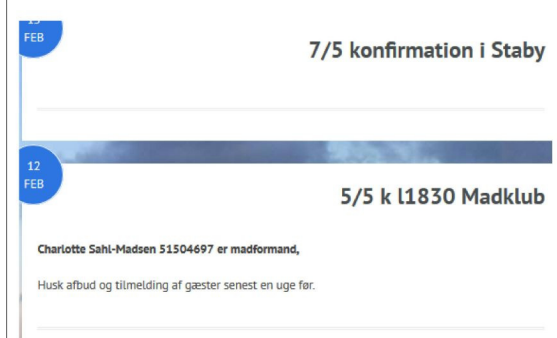 FEB
7/5 konfirmation i Staby
12
FEB
5/5 k l1830 Madklub
Charlotte Sahl-Madsen 51504697 er madformand,
Husk afbud og tilmelding af gæster senest en uge før.